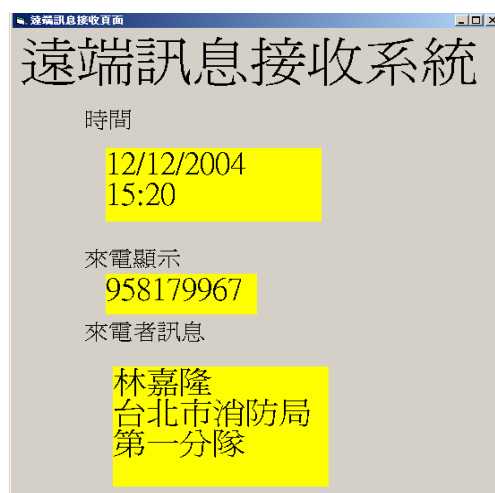 遠端訊息接收頁面
遠端訊息接收系統
時間
12/12/2004
15:20
來電顯示
958179967
來電者訊息
林嘉隆
台北市消防局
第一分隊